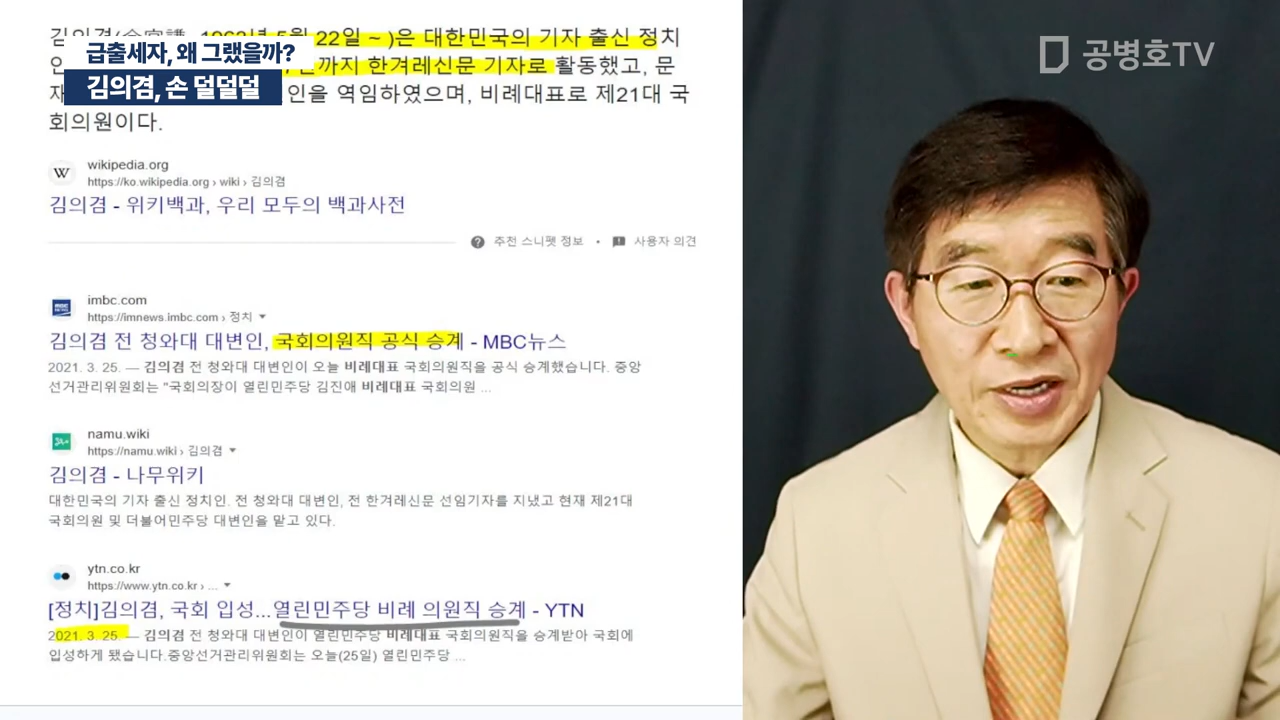 급출세자, 왜 그랬을까?
김의겸, 손 덜덜덜
공병호TV
22일 ~ )은 대한민국의 기자 출신 정치
까지 한겨레신문 기자로 활동했고, 문
인을 역임하였으며, 비례대표로 제21대 국
회의원이다.
wikipedia.org
https://ko.wikipedia.org › wiki › 김의겸
김의겸 - 위키백과, 우리 모두의 백과사전
추천 스니펫 정보 • 사용자 의견
imbc.com
https://imnews.imbc.com › 정치
김의겸 전 청와대 대변인, 국회의원직 공식 승계 - MBC뉴스
2021. 3. 25. — 김의겸 전 청와대 대변인이 오늘 비례대표 국회의원직을 공식 승계했습니다. 중앙
선거관리위원회는 "국회의장이 열린민주당 김진애 비례대표 국회의원 ...
namu.wiki
https://namu.wiki › 김의겸
김의겸 - 나무위키
대한민국의 기자 출신 정치인. 전 청와대 대변인, 전 한겨레신문 선임기자를 지냈고 현재 제21대
국회의원 및 더불어민주당 대변인을 맡고 있다.
ytn.co.kr
https://www.ytn.co.kr › ...
[정치]김의겸, 국회 입성...열린민주당 비례 의원직 승계 - YTN
2021. 3. 25. — 김의겸 전 청와대 대변인이 열린민주당 비례대표 국회의원직을 승계받아 국회에
입성하게 됐습니다.중앙선거관리위원회는 오늘(25일) 열린민주당 ...